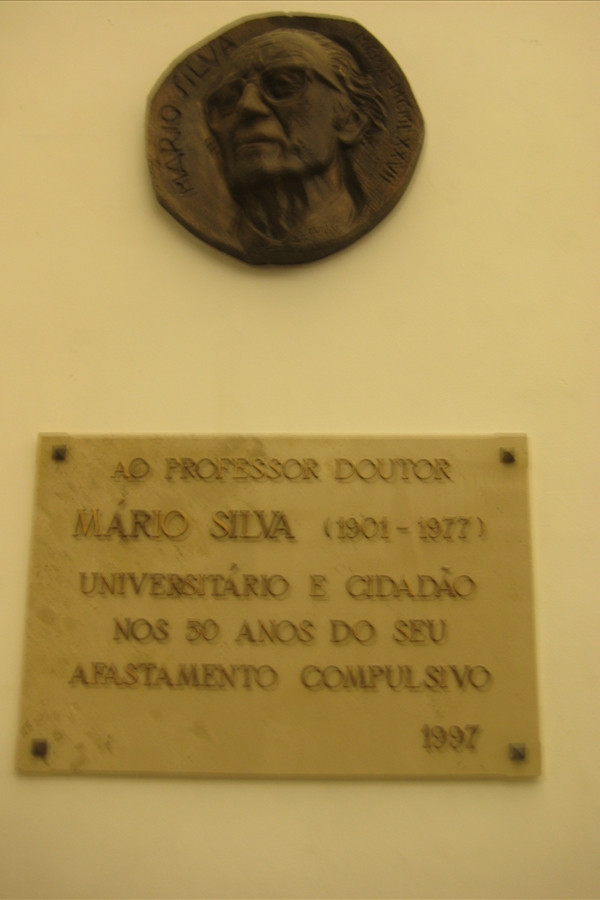 MÁRIO SILVA
AO PROFESSOR DOUTOR
MÁRIO SILVA (1901 - 1977)
UNIVERSITÁRIO E CIDADÃO
NOS 50 ANOS DO SEU
AFASTAMENTO COMPULSIVO
1997